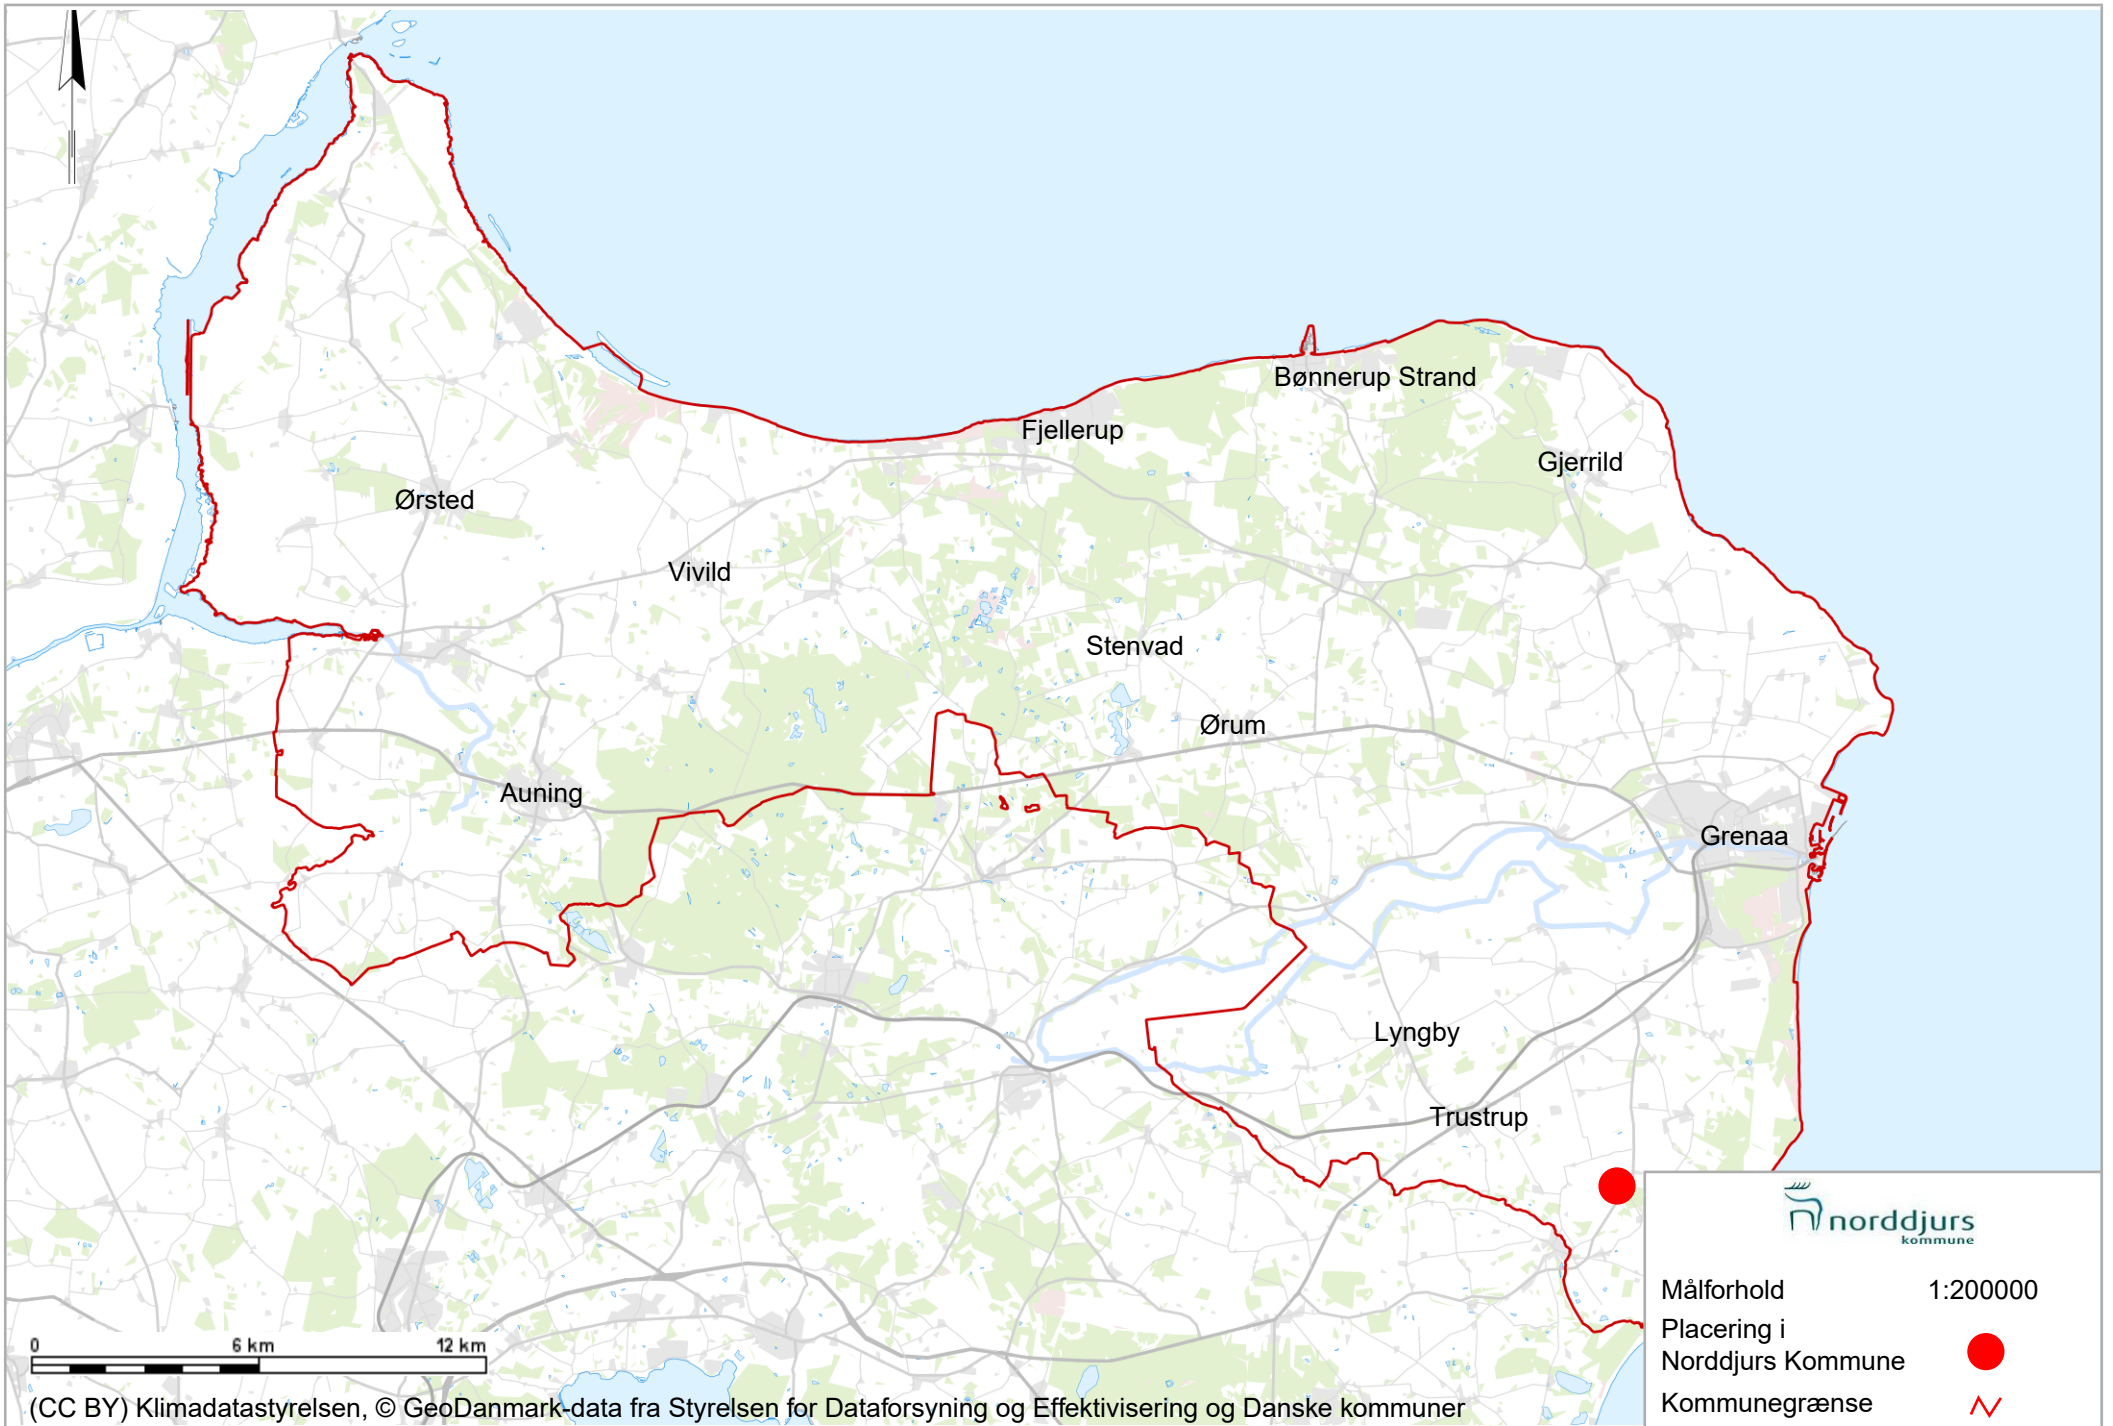 Bønnerup Strand
Fjellerup
Gjerrild
Ørsted
Vivild
Stenvad
Ørum
Auning
Grenaa
Lyngby
Trustrup
norddjurs
kommune
Målforhold 1:200000
Placering i
Norddjurs Kommune
Kommunegrænse
0 6 km 12 km
(CC BY) Klimadatastyrelsen, © GeoDanmark-data fra Styrelsen for Dataforsyning og Effektivisering og Danske kommuner